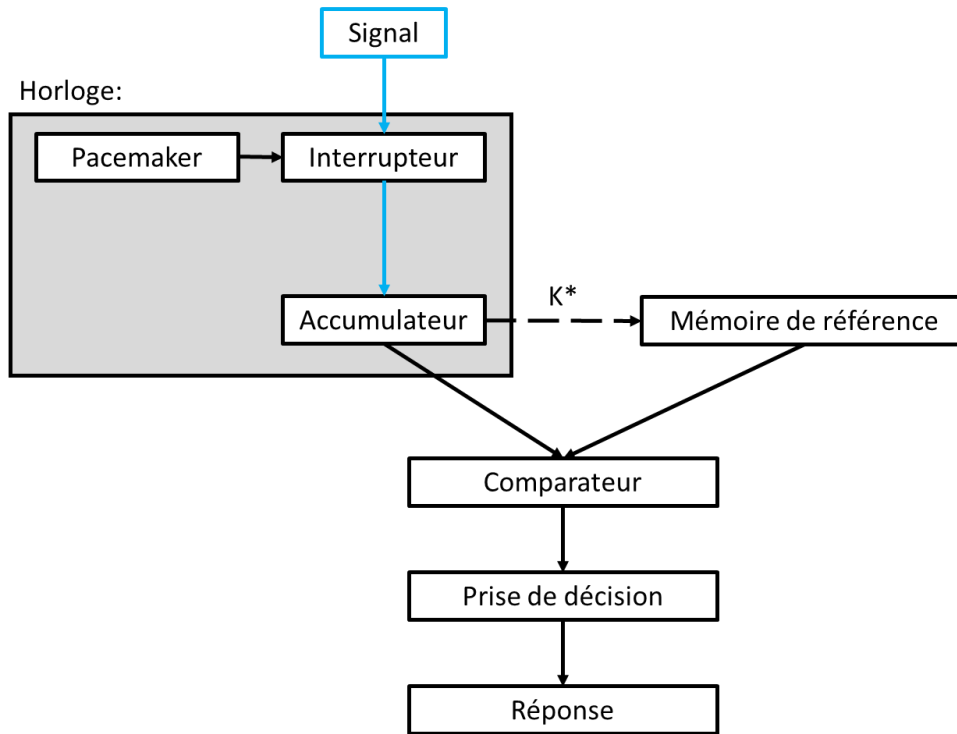 Signal
Horloge:
Pacemaker
Interrupteur
Accumulateur
K*
Mémoire de référence
Comparateur
Prise de décision
Réponse